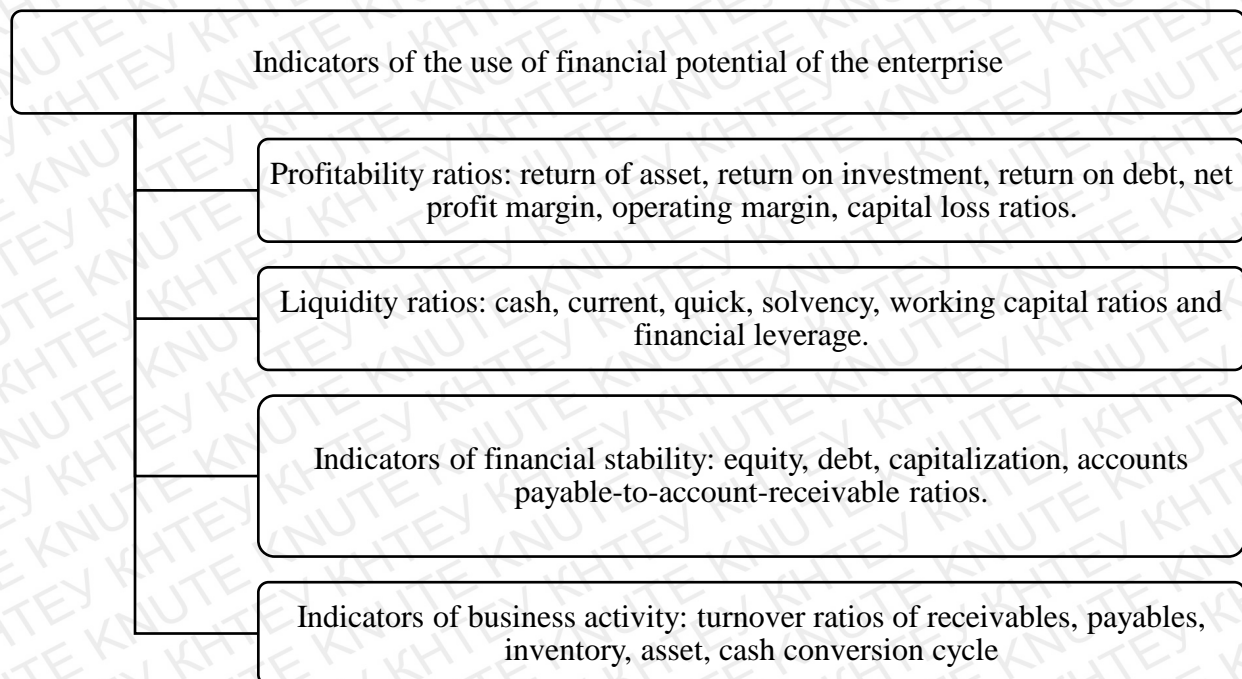 Indicators of the use of financial potential of the enterprise
Profitability ratios: return of asset, return on investment, return on debt, net
profit margin, operating margin, capital loss ratios.
Liquidity ratios: cash, current, quick, solvency, working capital ratios and
financial leverage.
Indicators of financial stability: equity, debt, capitalization, accounts
payable-to-account-receivable ratios.
Indicators of business activity: turnover ratios of receivables, payables,
inventory, asset, cash conversion cycle